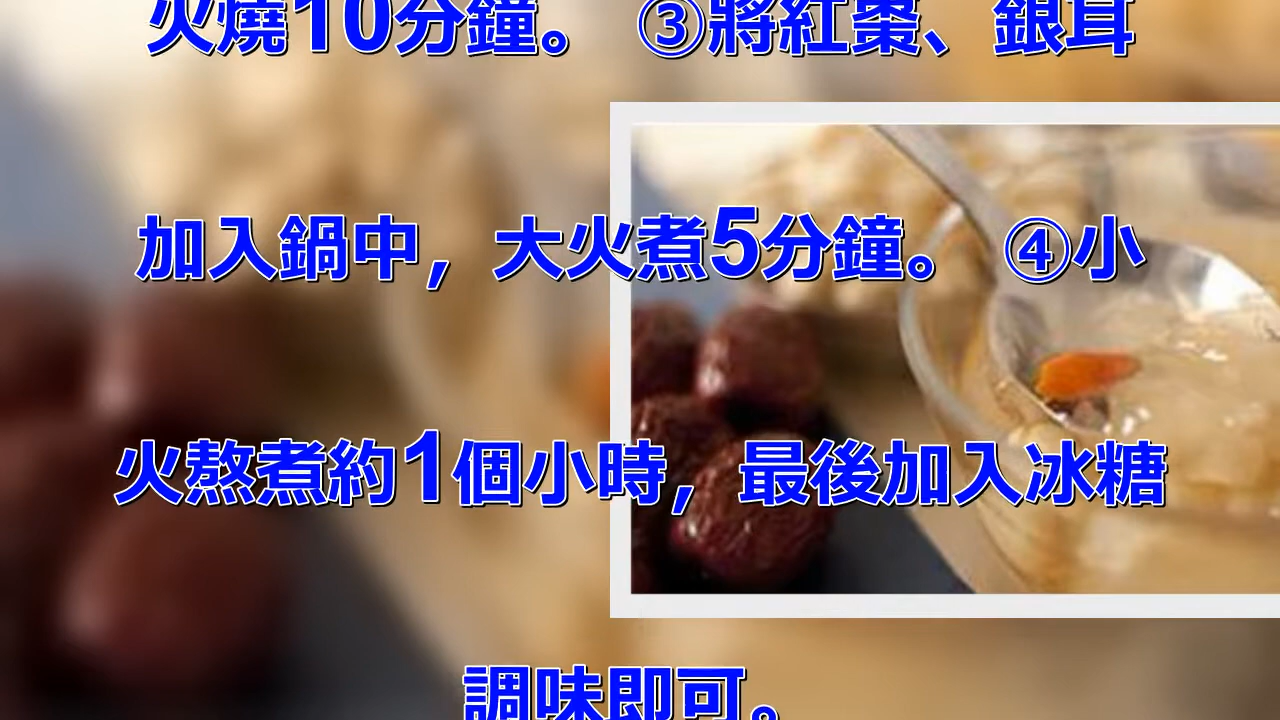 火燒10分鐘。 ③將紅棗、銀耳
加入鍋中，大火煮5分鐘。 ④小
火熬煮約1個小時，最後加入冰糖
調味即可。